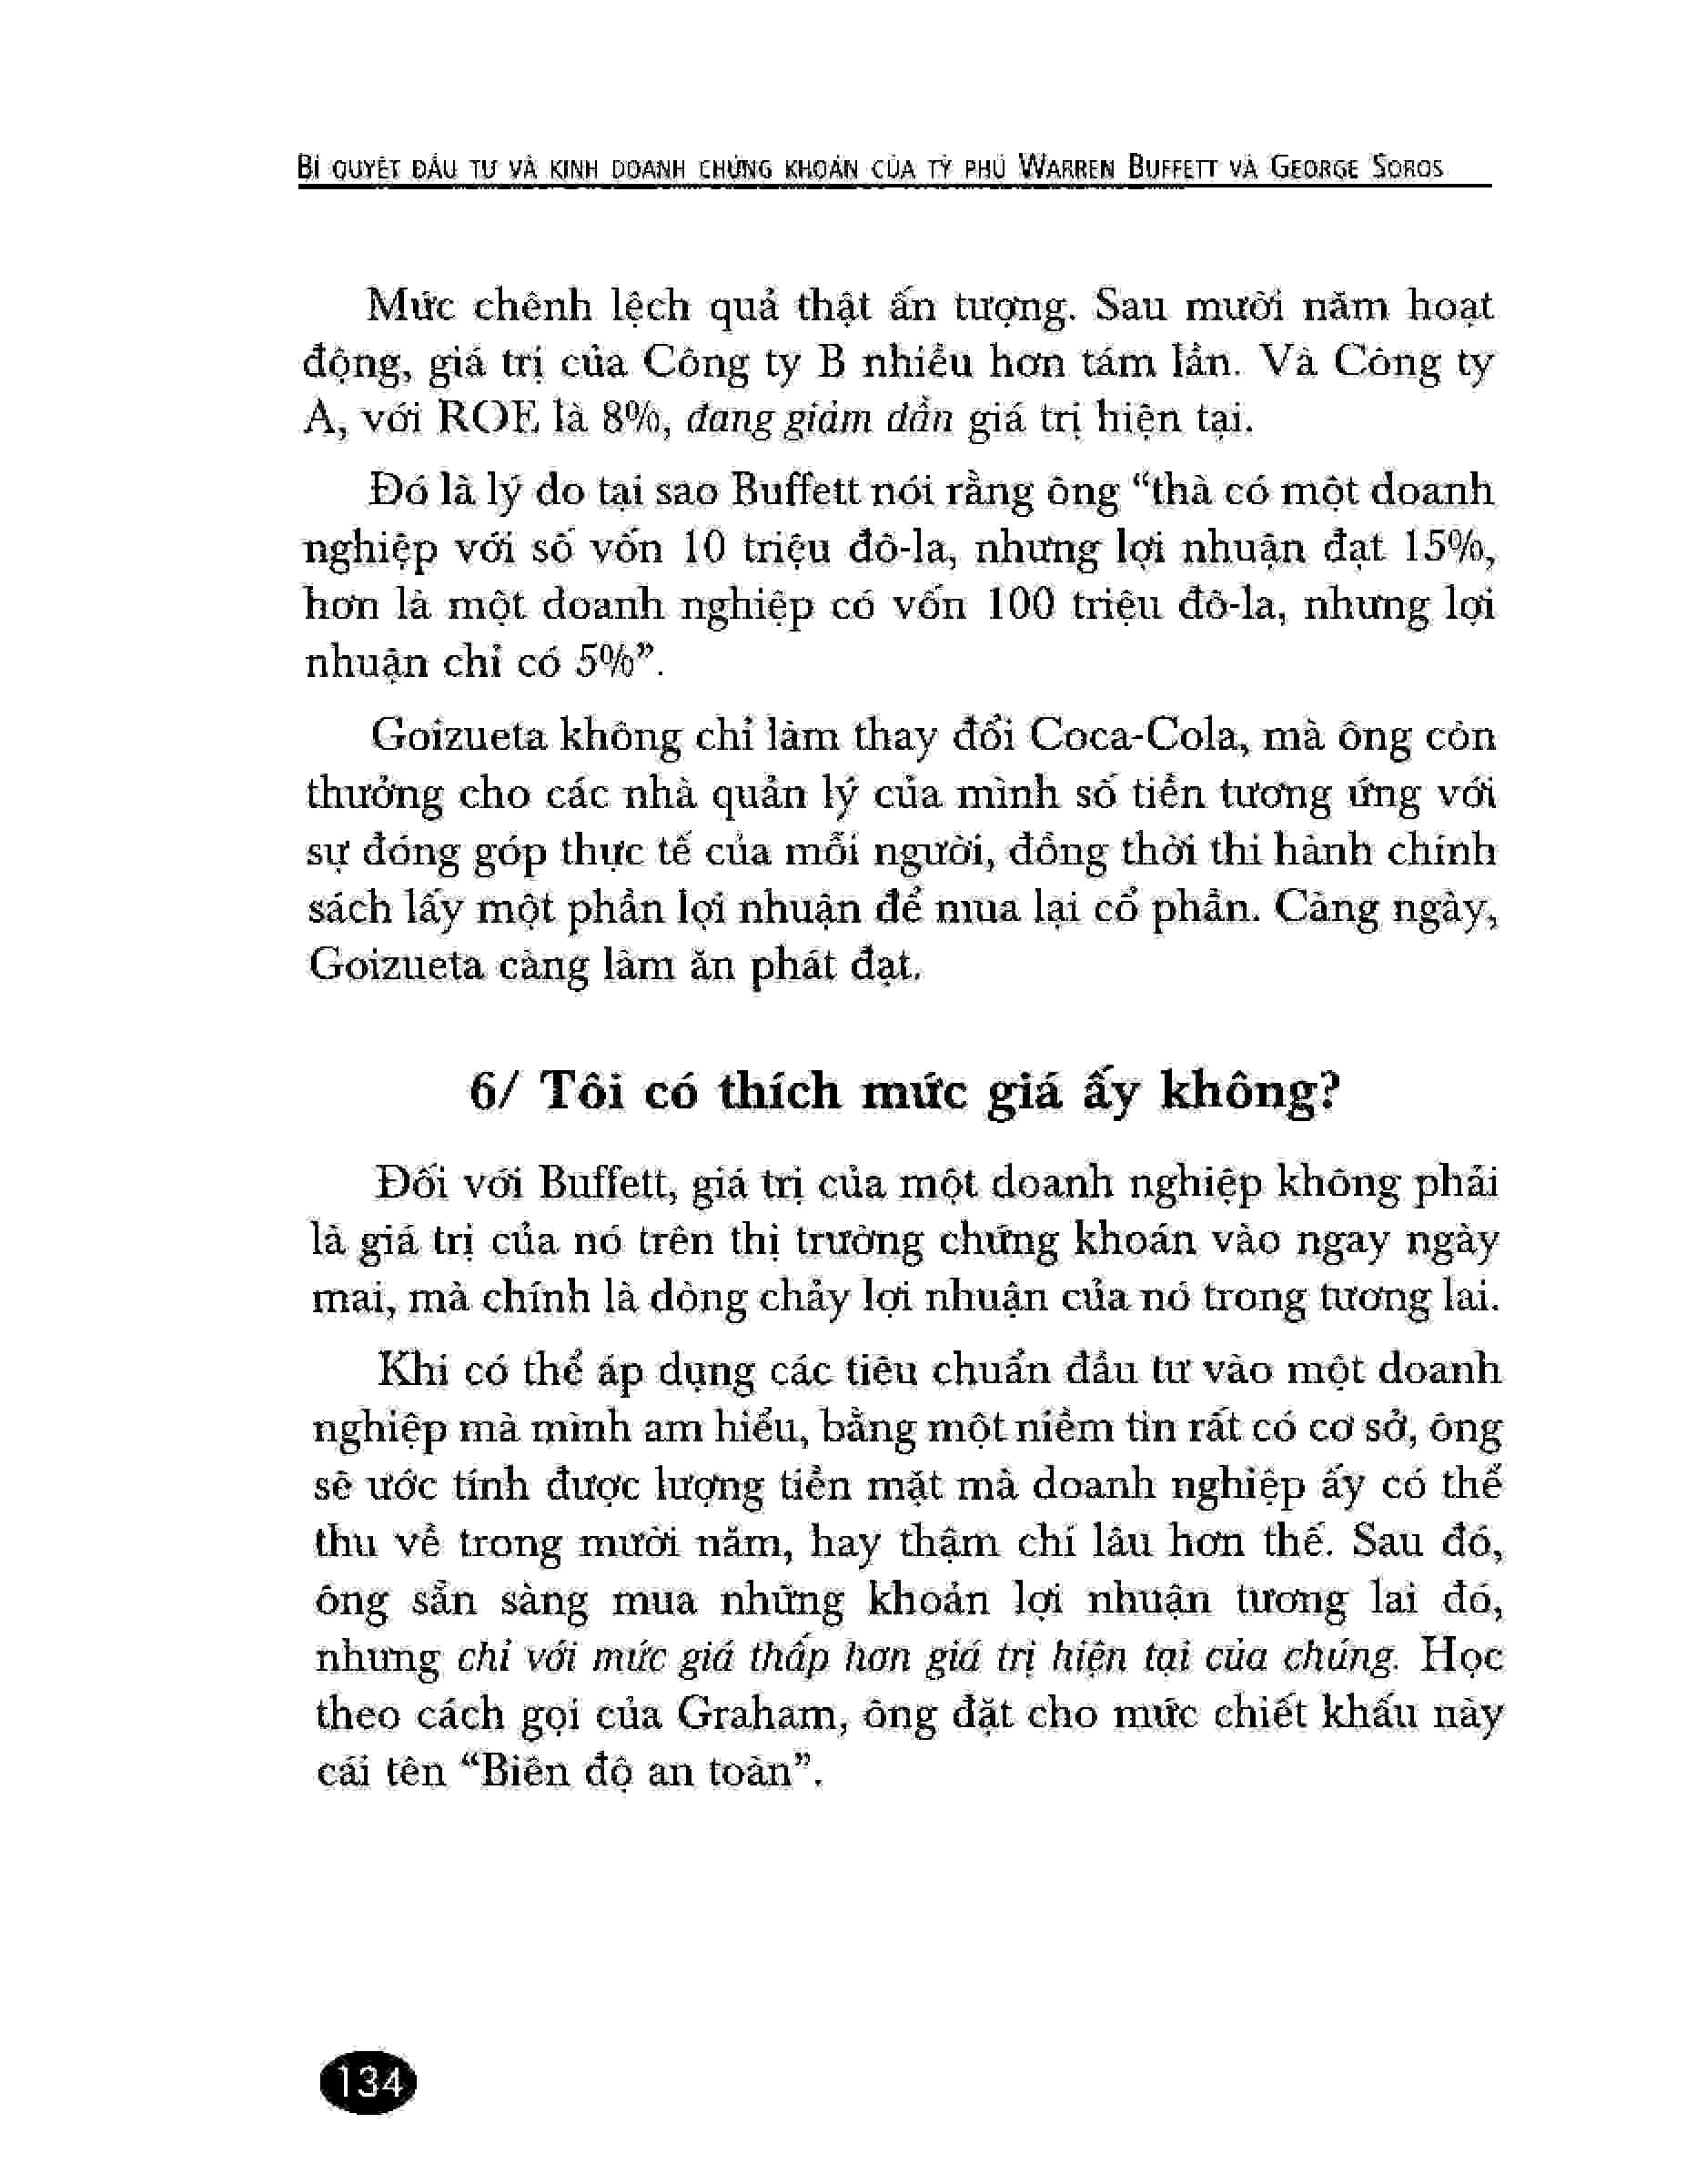 BÍ QUYẾT ĐẦU TƯ VÀ KINH DOANH CHỨNG KHOÁN CỦA TỶ PHÚ WARREN BUFFETT VÀ GEORGE SOROS
Mức chênh lệch quả thật ấn tượng. Sau mười năm hoạt
động, giá trị của Công ty B nhiều hơn tám lần. Và Công ty
A, với ROE là 8%, đang giảm dần giá trị hiện tại.
Đó là lý do tại sao Buffett nói rằng ông “thà có một doanh
nghiệp với số vốn 10 triệu đô-la, nhưng lợi nhuận đạt 15%,
hơn là một doanh nghiệp có vốn 100 triệu đô-la, nhưng lợi
nhuận chỉ có 5%”.
Goizueta không chỉ làm thay đổi Coca-Cola, mà ông còn
thưởng cho các nhà quản lý của mình số tiền tương ứng với
sự đóng góp thực tế của mỗi người, đồng thời thi hành chính
sách lấy một phần lợi nhuận để mua lại cổ phần. Càng ngày,
Goizueta càng làm ăn phát đạt.
6/ Tôi có thích mức giá ấy không?
Đối với Buffett, giá trị của một doanh nghiệp không phải
là giá trị của nó trên thị trường chứng khoán vào ngay ngày
mai, mà chính là dòng chảy lợi nhuận của nó trong tương lai.
Khi có thể áp dụng các tiêu chuẩn đầu tư vào một doanh
nghiệp mà mình am hiểu, bằng một niềm tin rất có cơ sở, ông
sẽ ước tính được lượng tiền mặt mà doanh nghiệp ấy có thể
thu về trong mười năm, hay thậm chí lâu hơn thế. Sau đó,
ông sẵn sàng mua những khoản lợi nhuận tương lai đó,
nhưng chỉ với mức giá thấp hơn giá trị hiện tại của chúng. Học
theo cách gọi của Graham, ông đặt cho mức chiết khấu này
cái tên “Biên độ an toàn”.
134